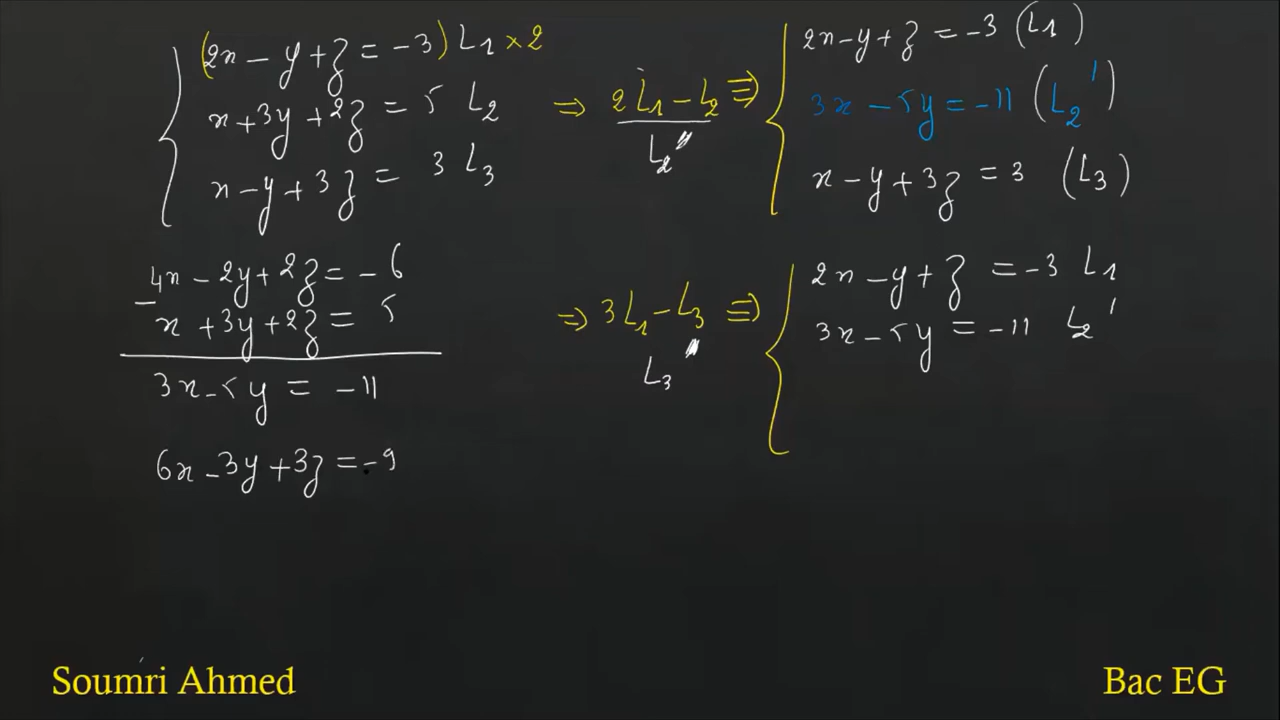 (2x - y + z = -3) L1 × 2
x + 3y + 2z = 5 L2
x - y + 3z = 3 L3
⇒ 2L1 - L2 ⇒
L2"
2x - y + z = -3 (L1)
3x - 5y = -11 (L2')
x - y + 3z = 3 (L3)
4x - 2y + 2z = -6
- x + 3y + 2z = 5
3x - 5y = -11
6x - 3y + 3z = -9
⇒ 3L1 - L3 ⇒
L3"
2x - y + z = -3 L1
3x - 5y = -11 L2'
Soumri Ahmed
Bac EG